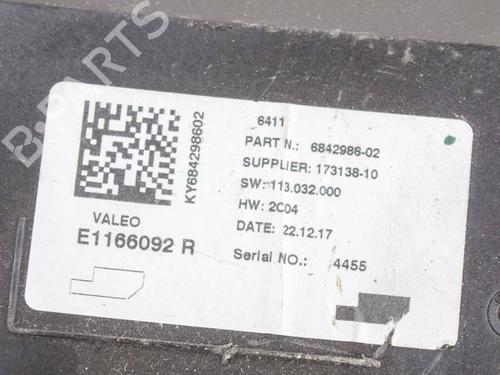 B-PARTS
KY684298602
6411
PART N.: 6842986-02
SUPPLIER: 173138-10
SW: 113.032.000
HW: 2C04
DATE: 22.12.17
Serial NO.: 4455
VALEO
E1166092 R